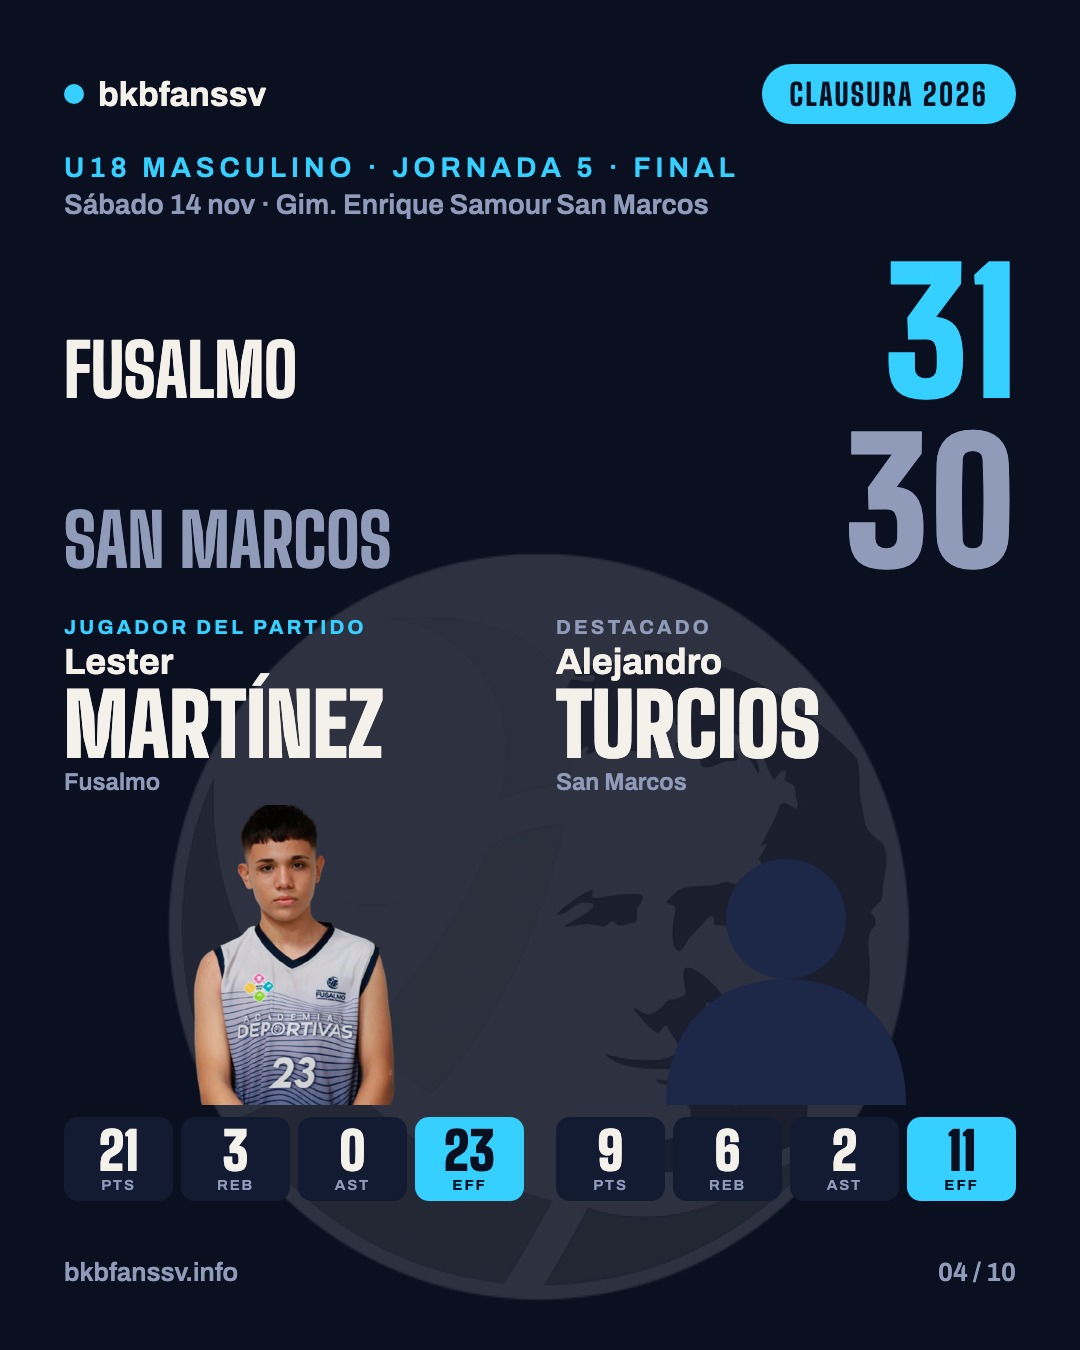 bkbfanssv
CLAUSURA 2026
U18 MASCULINO · JORNADA 5 · FINAL
Sábado 14 nov · Gim. Enrique Samour San Marcos
FUSALMO 31
SAN MARCOS 30
JUGADOR DEL PARTIDO
Lester
MARTÍNEZ
Fusalmo
DESTACADO
Alejandro
TURCIOS
San Marcos
FUSALMO
ACADEMIAS
DEPORTIVAS
23
21 PTS
3 REB
0 AST
23 EFF
9 PTS
6 REB
2 AST
11 EFF
bkbfanssv.info
04 / 10